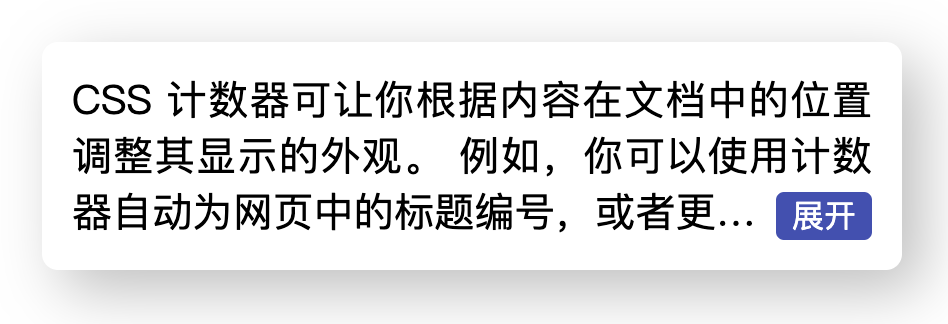 CSS 计数器可让你根据内容在文档中的位置
调整其显示的外观。 例如，你可以使用计数
器自动为网页中的标题编号，或者更… 展开